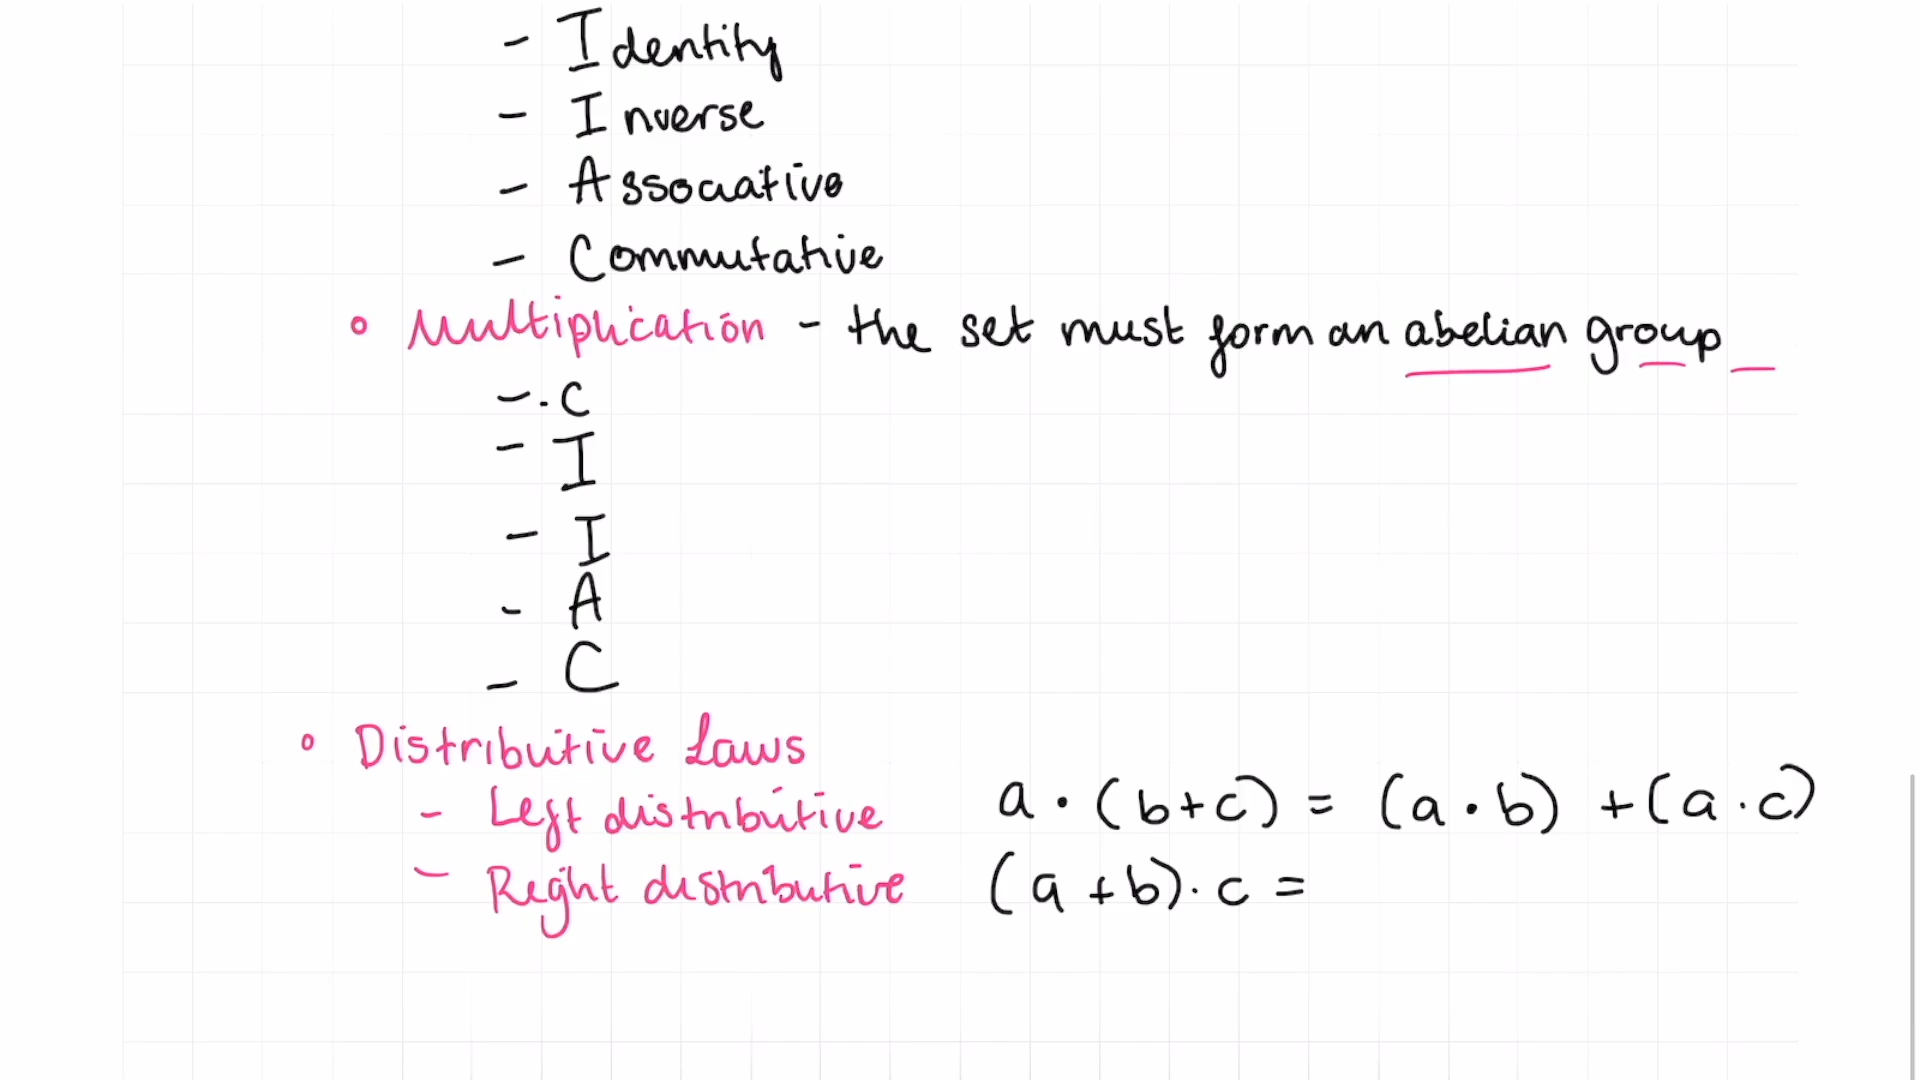 - Identity
- Inverse
- Associative
- Commutative
° Multiplication - the set must form an abelian group
- . C
- I
- I
- A
- C
° Distributive Laws
- Left distributive a · (b+c) = (a · b) + (a · c)
- Right distributive (a + b) · c =